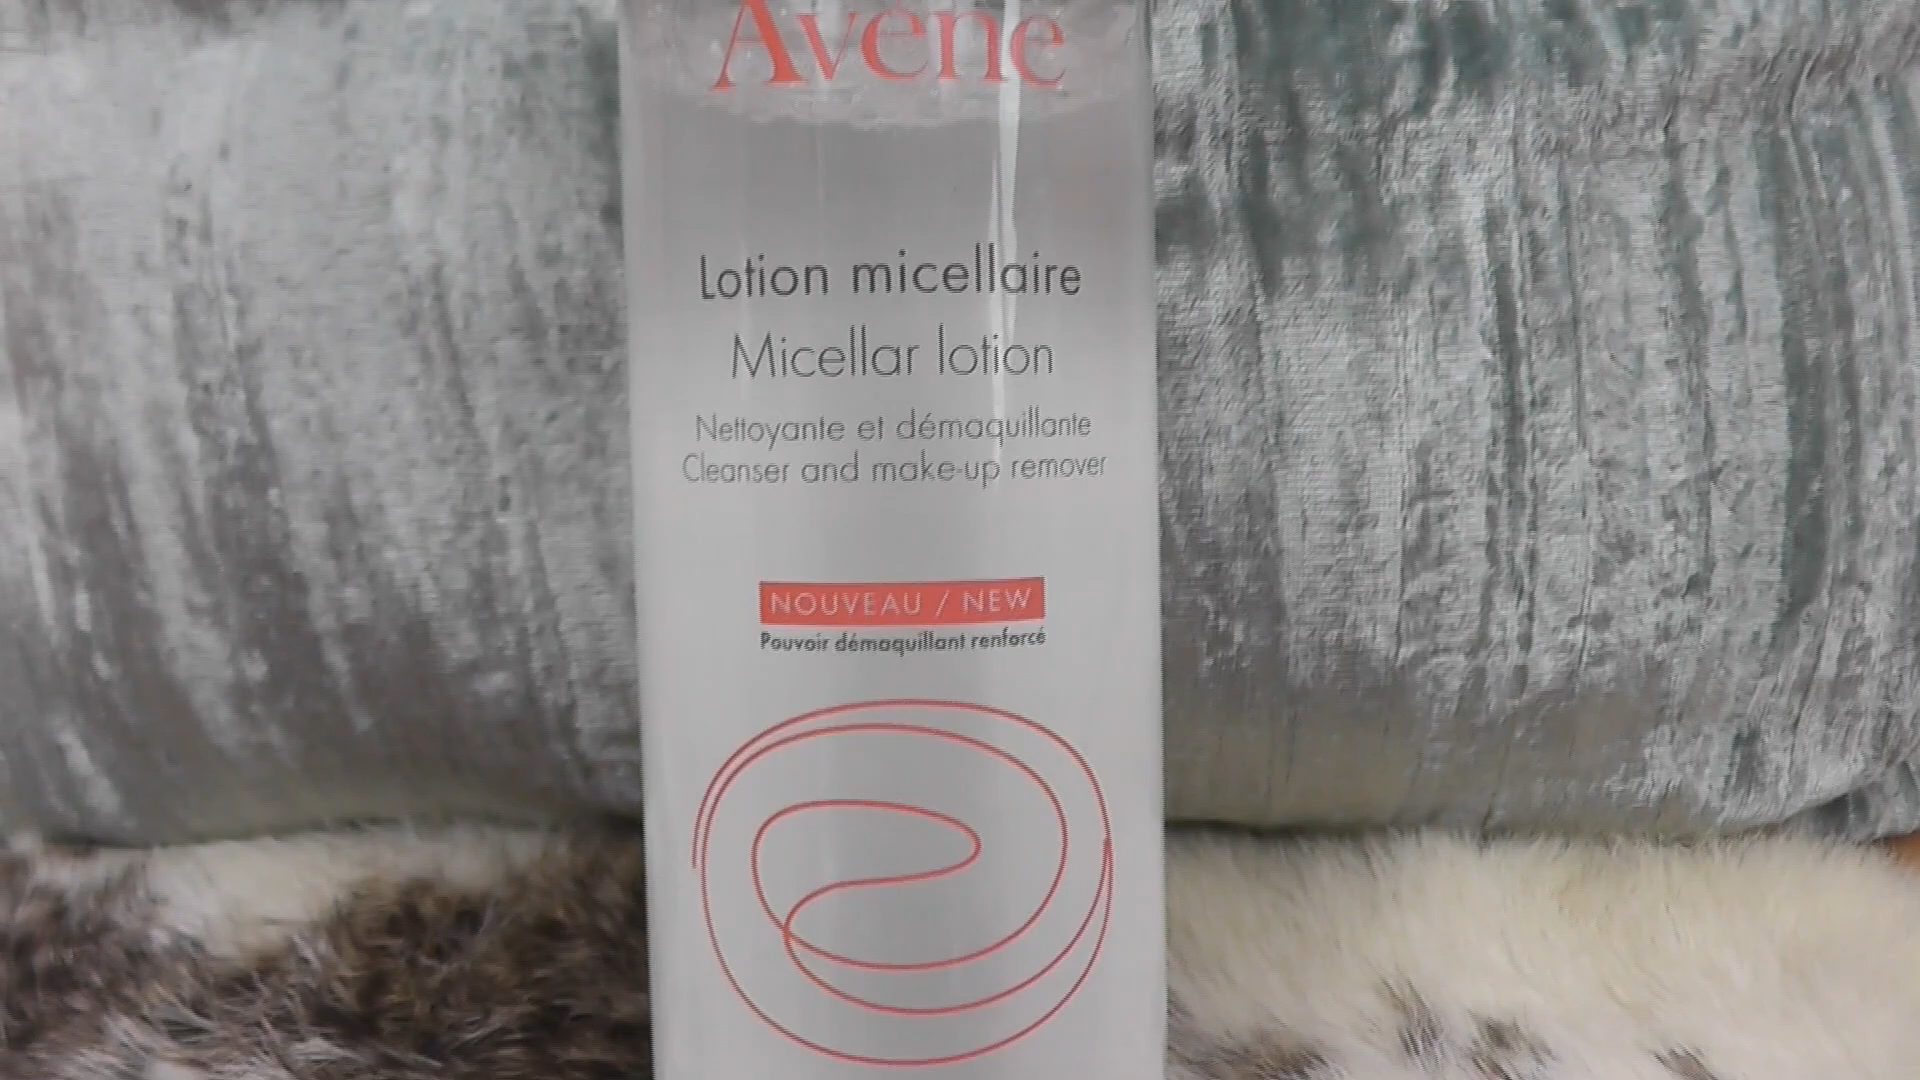 Avène
Lotion micellaire
Micellar lotion
Nettoyante et démaquillante
Cleanser and make-up remover
NOUVEAU / NEW
Pouvoir démaquillant renforcé